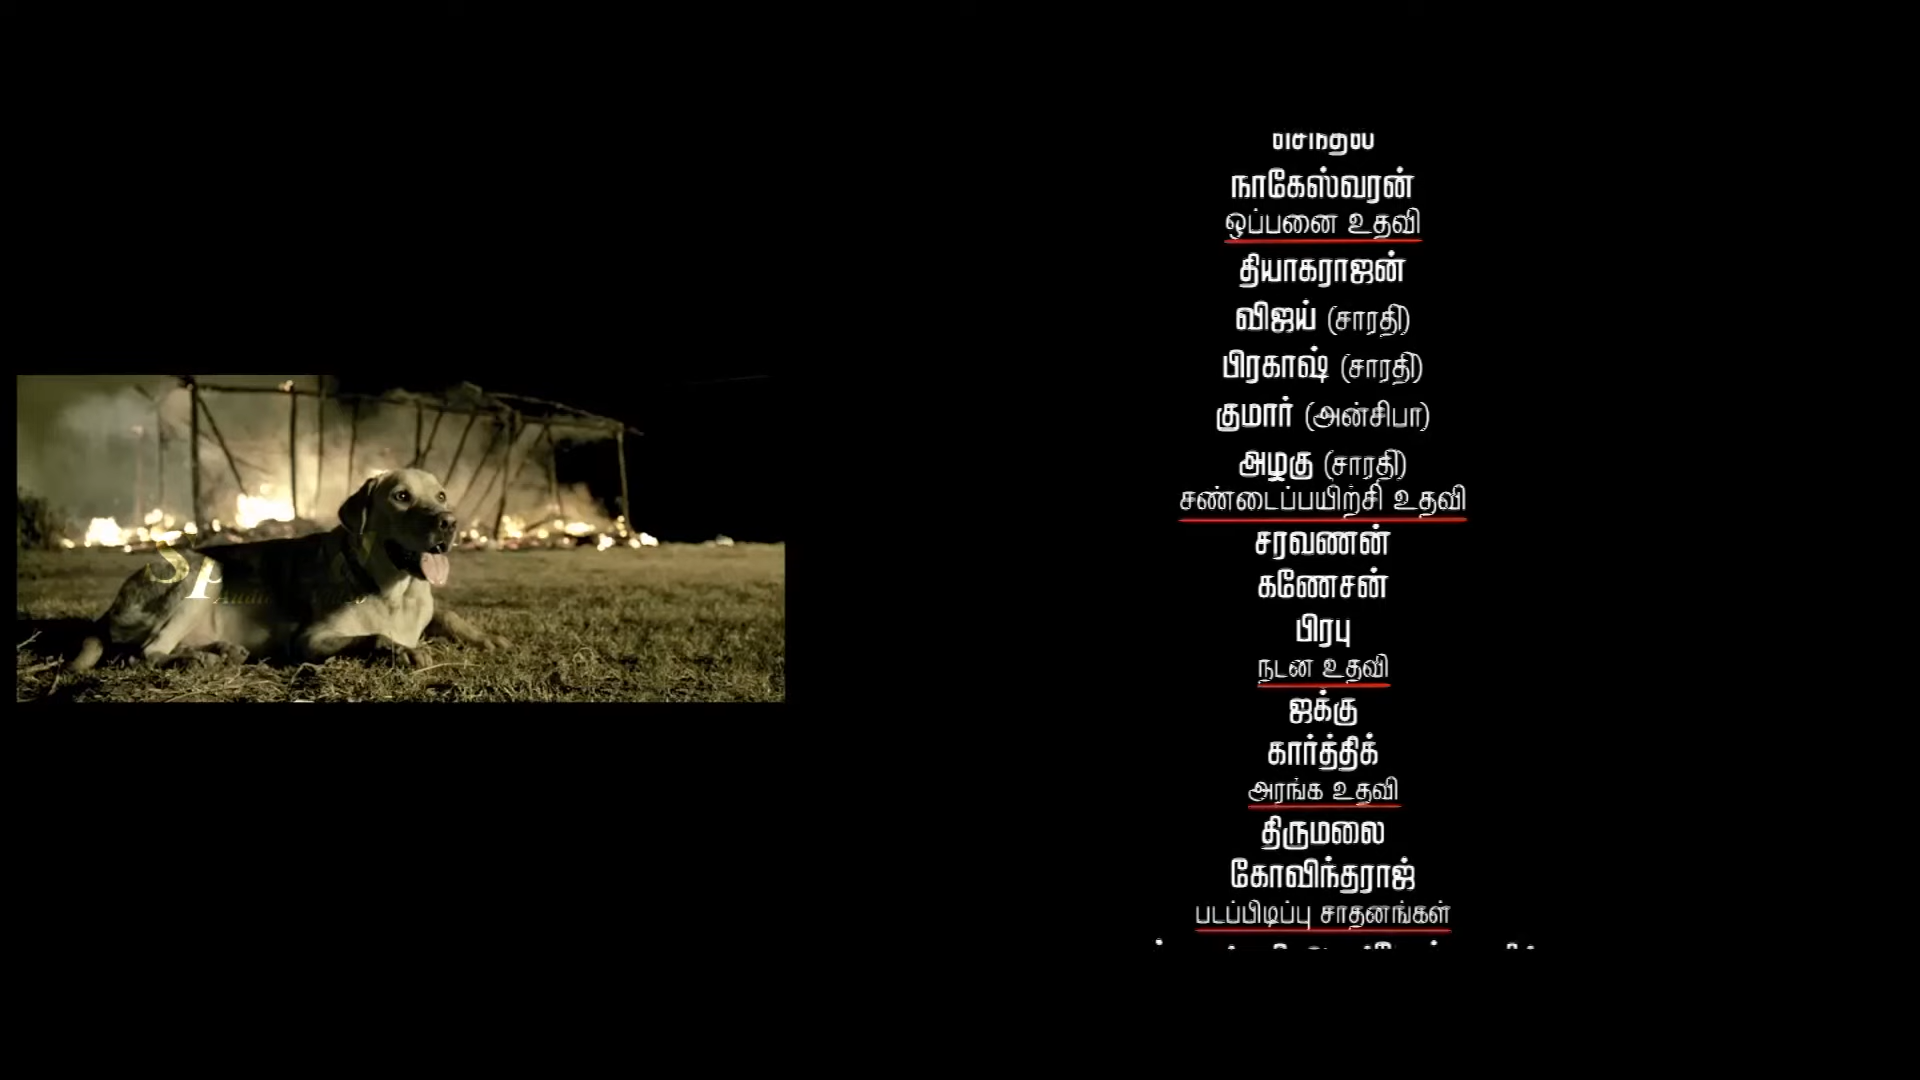 நாகேஸ்வரன்
ஒப்பனை உதவி
தியாகராஜன்
விஜய் (சாரதி)
பிரகாஷ் (சாரதி)
குமார் (அன்சிபா)
அழகு (சாரதி)
சண்டைப்பயிற்சி உதவி
சரவணன்
கணேசன்
பிரபு
நடன உதவி
ஐக்கு
கார்த்திக்
அரங்க உதவி
திருமலை
கோவிந்தராஜ்
படப்பிடிப்பு சாதனங்கள்